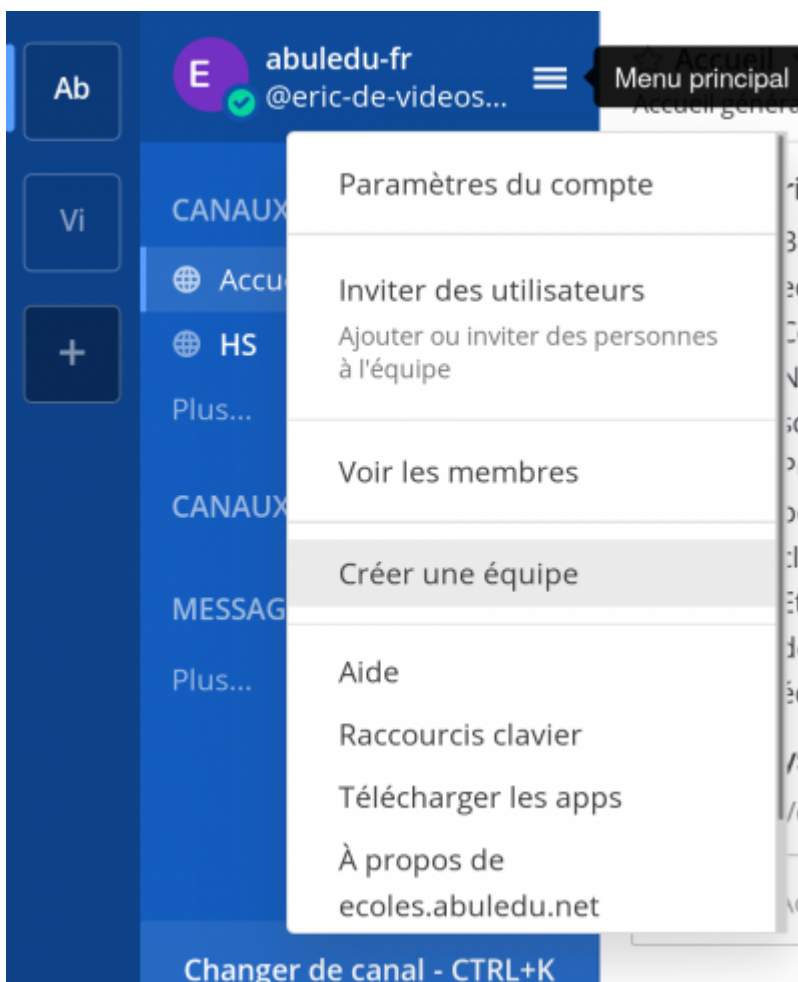 Ab
Vi
+
E
abuledu-fr
@eric-de-videos...
Menu principal
Accueil
Accueil
CANAUX
Accu
HS
Plus...
CANAUX
MESSAG
Plus...
Paramètres du compte
Inviter des utilisateurs
Ajouter ou inviter des personnes
à l'équipe
Voir les membres
Créer une équipe
Aide
Raccourcis clavier
Télécharger les apps
À propos de
ecoles.abuledu.net
Changer de canal - CTRL+K